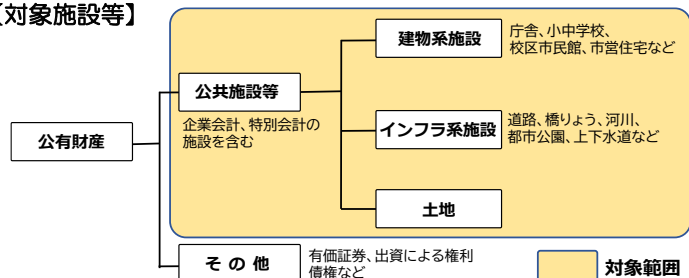 【対象施設等】
建物系施設
庁舎、小中学校、
校区市民館、市営住宅など
公共施設等
企業会計、特別会計の
施設を含む
インフラ系施設
道路、橋りょう、河川、
都市公園、上下水道など
公有財産
土地
その他
有価証券、出資による権利
債権など
対象範囲